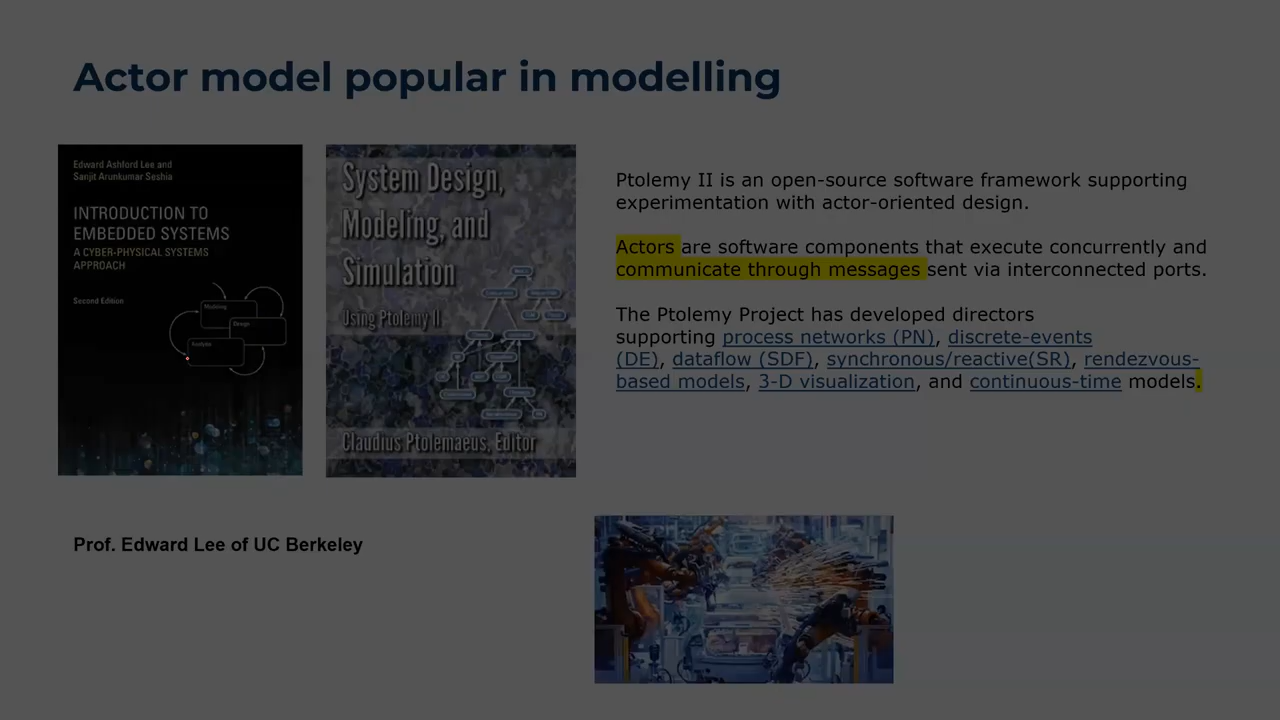 Actor model popular in modelling
Edward Ashford Lee and
Sanjit Arunkumar Seshia
INTRODUCTION TO
EMBEDDED SYSTEMS
A CYBER-PHYSICAL SYSTEMS
APPROACH
Second Edition
Modeling
Design
Analysis
System Design,
Modeling, and
Simulation
Using Ptolemy II
Claudius Ptolemaeus, Editor
Ptolemy II is an open-source software framework supporting
experimentation with actor-oriented design.
Actors are software components that execute concurrently and
communicate through messages sent via interconnected ports.
The Ptolemy Project has developed directors
supporting process networks (PN), discrete-events
(DE), dataflow (SDF), synchronous/reactive(SR), rendezvous-
based models, 3-D visualization, and continuous-time models.
Prof. Edward Lee of UC Berkeley